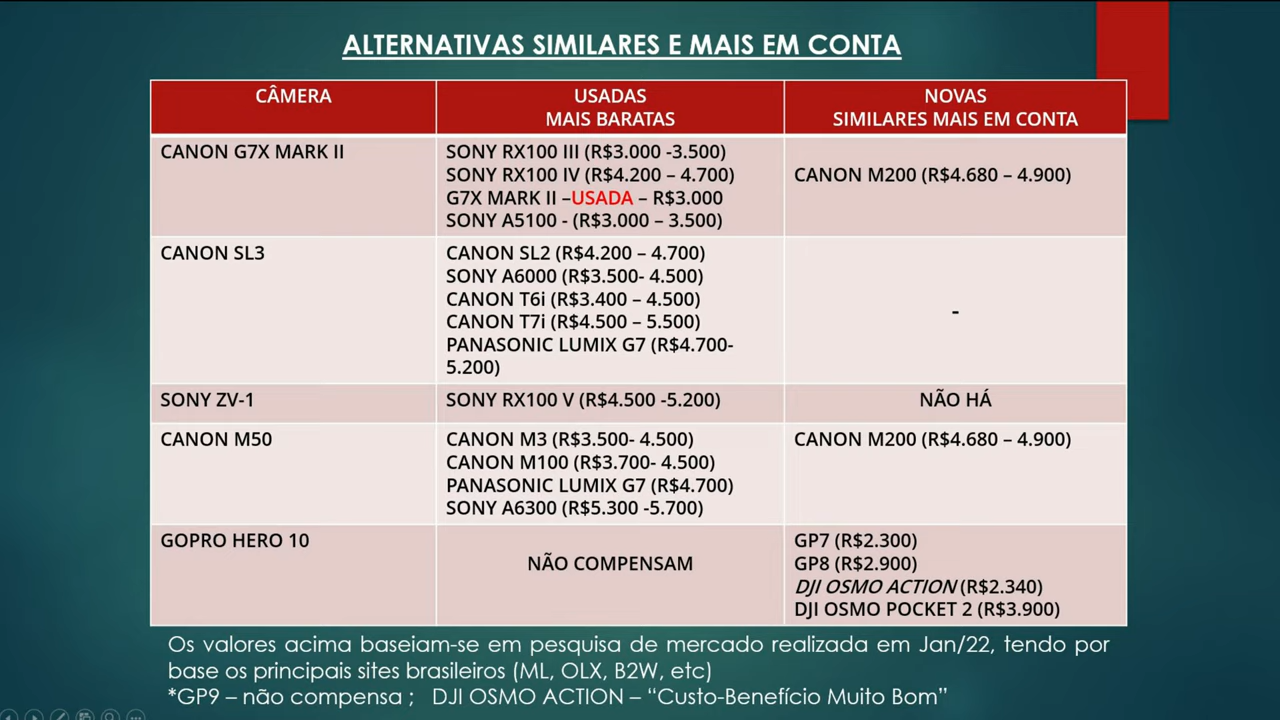 ALTERNATIVAS SIMILARES E MAIS EM CONTA
CÂMERA
USADAS
MAIS BARATAS
NOVAS
SIMILARES MAIS EM CONTA
CANON G7X MARK II
SONY RX100 III (R$3.000 -3.500)
SONY RX100 IV (R$4.200 – 4.700)
G7X MARK II –USADA – R$3.000
SONY A5100 - (R$3.000 – 3.500)
CANON M200 (R$4.680 – 4.900)
CANON SL3
CANON SL2 (R$4.200 – 4.700)
SONY A6000 (R$3.500- 4.500)
CANON T6i (R$3.400 – 4.500)
CANON T7i (R$4.500 – 5.500)
PANASONIC LUMIX G7 (R$4.700-
5.200)
-
SONY ZV-1
SONY RX100 V (R$4.500 -5.200)
NÃO HÁ
CANON M50
CANON M3 (R$3.500- 4.500)
CANON M100 (R$3.700- 4.500)
PANASONIC LUMIX G7 (R$4.700)
SONY A6300 (R$5.300 -5.700)
CANON M200 (R$4.680 – 4.900)
GOPRO HERO 10
NÃO COMPENSAM
GP7 (R$2.300)
GP8 (R$2.900)
DJI OSMO ACTION (R$2.340)
DJI OSMO POCKET 2 (R$3.900)
Os valores acima baseiam-se em pesquisa de mercado realizada em Jan/22, tendo por
base os principais sites brasileiros (ML, OLX, B2W, etc)
*GP9 – não compensa ; DJI OSMO ACTION – “Custo-Benefício Muito Bom”